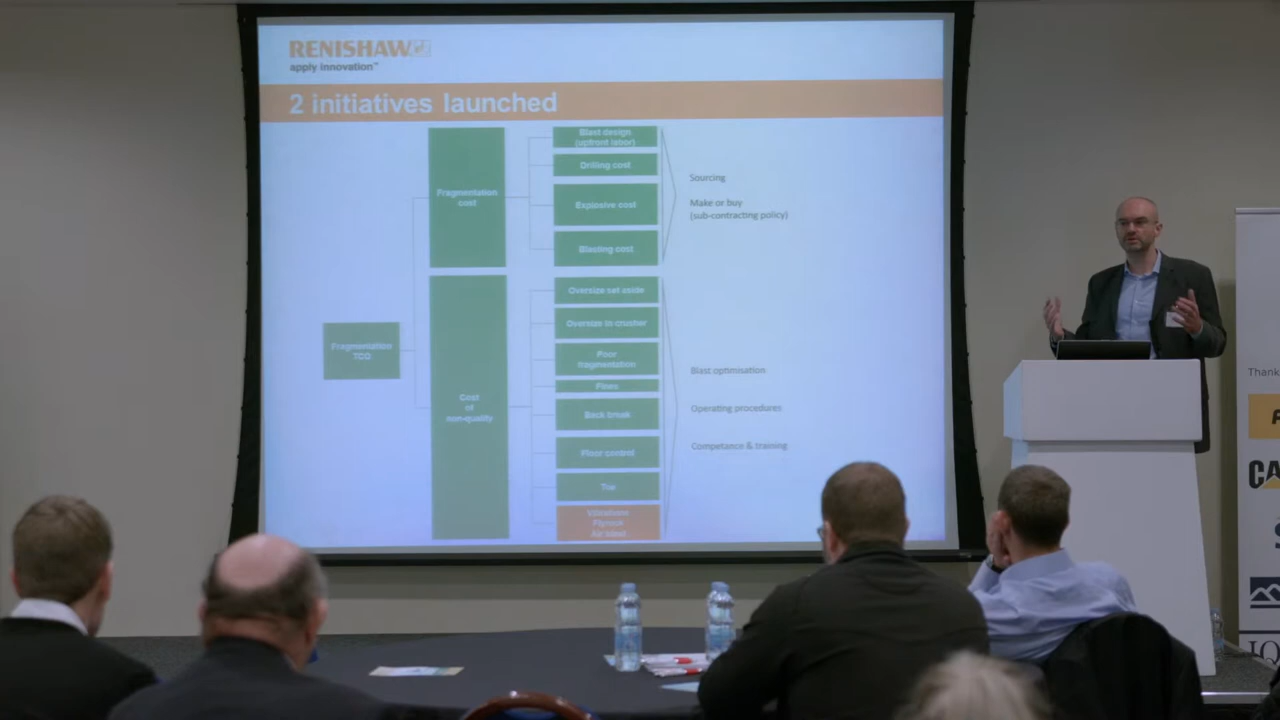 RENISHAW
apply innovation™
2 initiatives launched
Fragmentation
TCO
Fragmentation
cost
Cost
of
non-quality
Blast design
(upfront labor)
Drilling cost
Explosive cost
Blasting cost
Oversize set aside
Oversize in crusher
Poor
fragmentation
Fines
Back break
Floor control
Toe
Vibrations
Flyrock
Air blast
Sourcing
Make or buy
(sub-contracting policy)
Blast optimisation
Operating procedures
Competance & training
Thank
CA